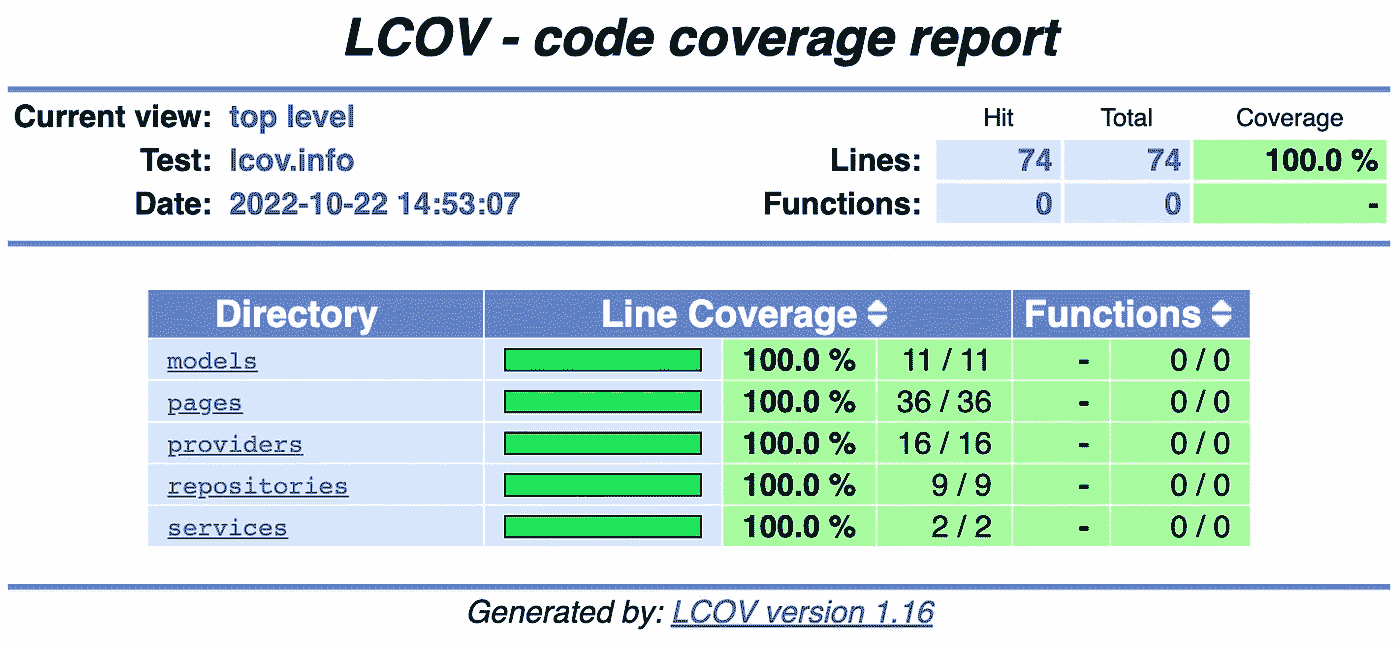 LCOV - code coverage report
Current view: top level
Hit Total Coverage
Test: lcov.info
Lines: 74 74 100.0 %
Date: 2022-10-22 14:53:07
Functions: 0 0 -
Directory Line Coverage Functions
models 100.0 % 11 / 11 - 0 / 0
pages 100.0 % 36 / 36 - 0 / 0
providers 100.0 % 16 / 16 - 0 / 0
repositories 100.0 % 9 / 9 - 0 / 0
services 100.0 % 2 / 2 - 0 / 0
Generated by: LCOV version 1.16